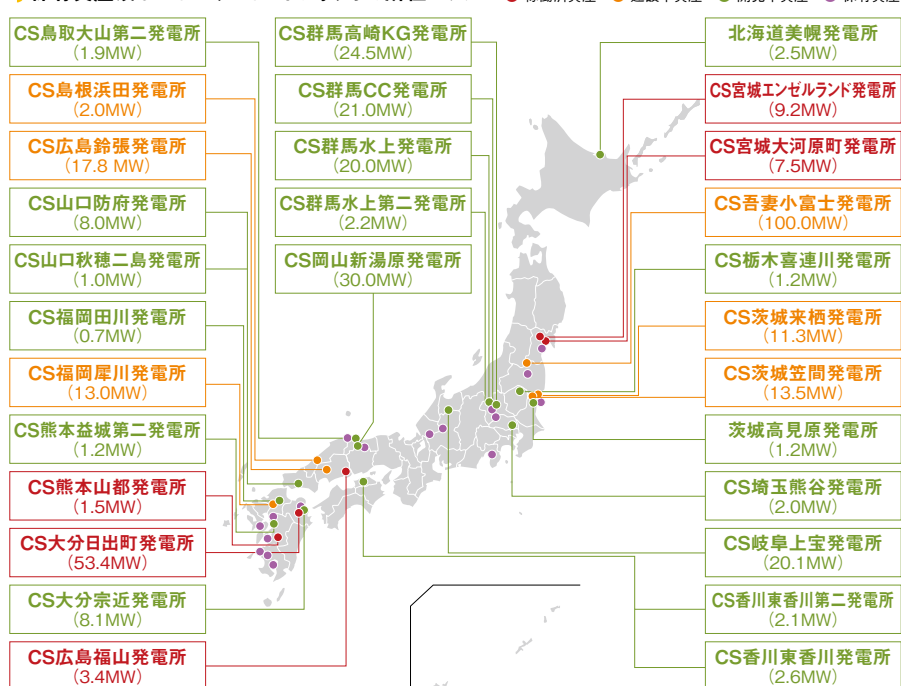 CS鳥取大山第二発電所
(1.9MW)
CS島根浜田発電所
(2.0MW)
CS広島鈴張発電所
(17.8 MW)
CS山口防府発電所
(8.0MW)
CS山口秋穂二島発電所
(1.0MW)
CS福岡田川発電所
(0.7MW)
CS福岡犀川発電所
(13.0MW)
CS熊本益城第二発電所
(1.2MW)
CS熊本山都発電所
(1.5MW)
CS大分日出町発電所
(53.4MW)
CS大分宗近発電所
(8.1MW)
CS広島福山発電所
(3.4MW)
CS群馬高崎KG発電所
(24.5MW)
CS群馬CC発電所
(21.0MW)
CS群馬水上発電所
(20.0MW)
CS群馬水上第二発電所
(2.2MW)
CS岡山新湯原発電所
(30.0MW)
北海道美幌発電所
(2.5MW)
CS宮城エンゼルランド発電所
(9.2MW)
CS宮城大河原町発電所
(7.5MW)
CS吾妻小富士発電所
(100.0MW)
CS栃木喜連川発電所
(1.2MW)
CS茨城来栖発電所
(11.3MW)
CS茨城笠間発電所
(13.5MW)
茨城高見原発電所
(1.2MW)
CS埼玉熊谷発電所
(2.0MW)
CS岐阜上宝発電所
(20.1MW)
CS香川東香川第二発電所
(2.1MW)
CS香川東香川発電所
(2.6MW)